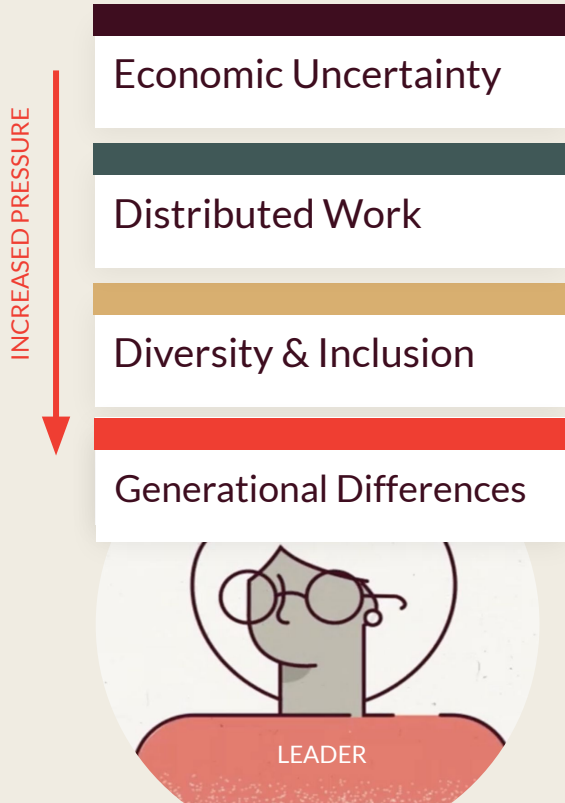 INCREASED PRESSURE
Economic Uncertainty
Distributed Work
Diversity & Inclusion
Generational Differences
LEADER